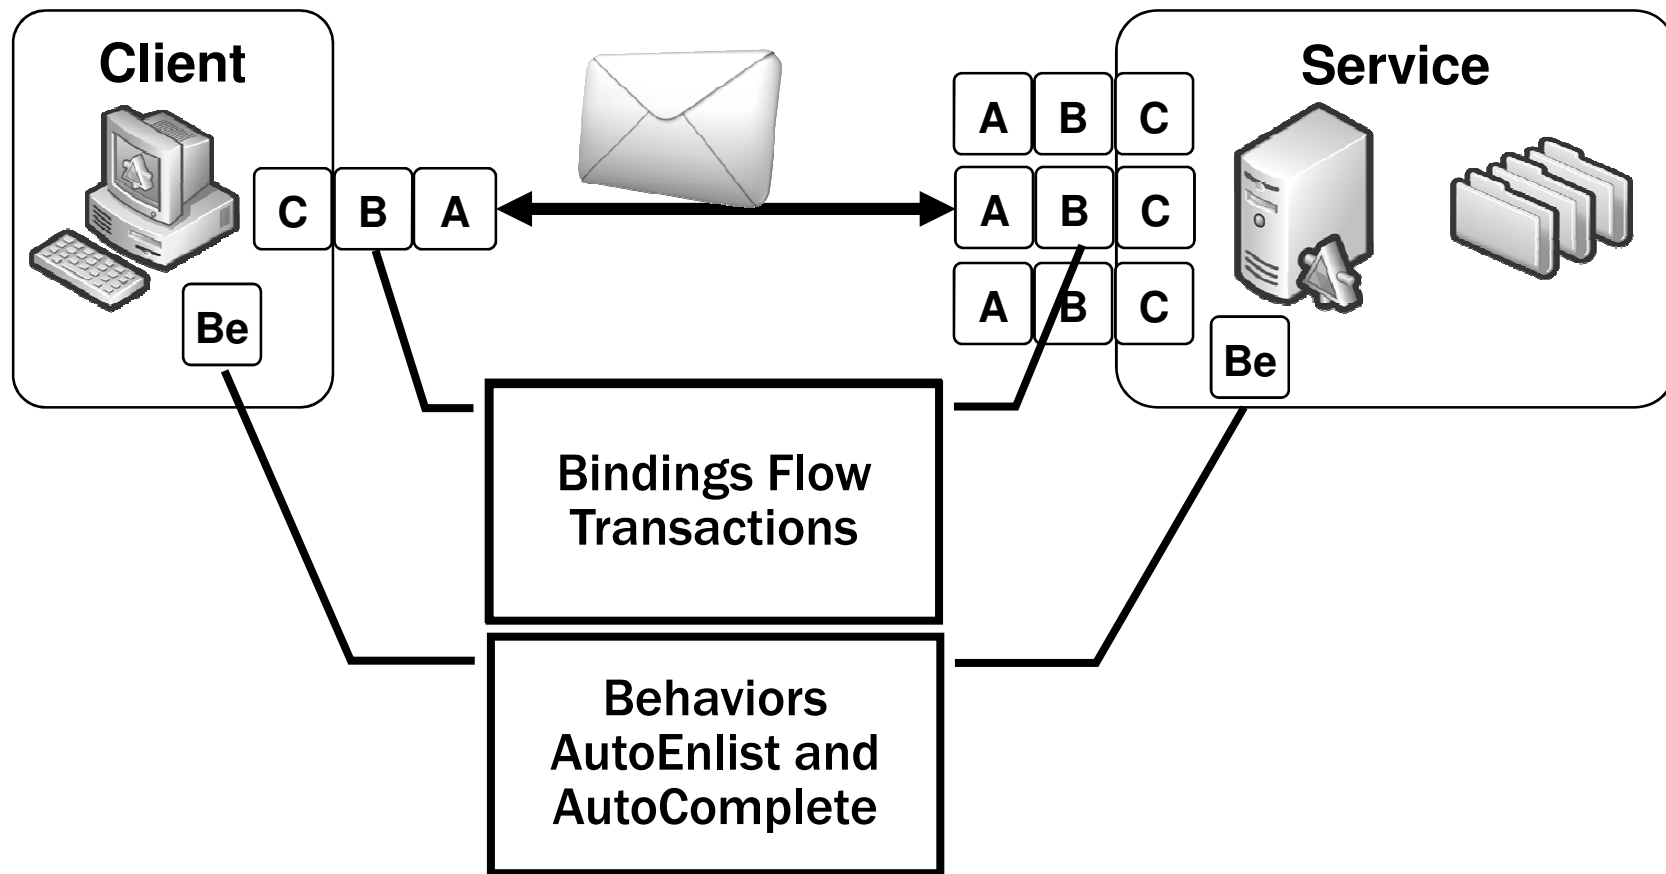 Client
Service
A B C
C B A
A B C
A B C
Be
Be
Bindings Flow
Transactions
Behaviors
AutoEnlist and
AutoComplete